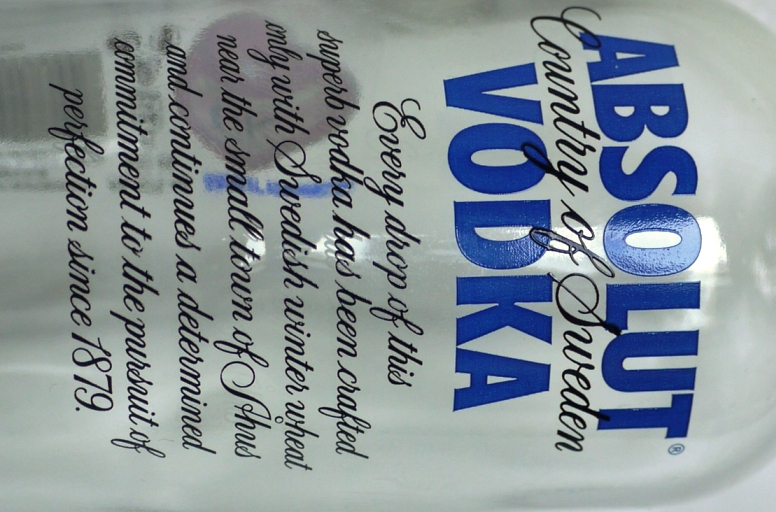 ABSOLUT®
Country of Sweden
VODKA
Every drop of this
superb vodka has been crafted
only with Swedish winter wheat
near the small town of Åhus
and continues a determined
commitment to the pursuit of
perfection since 1879.